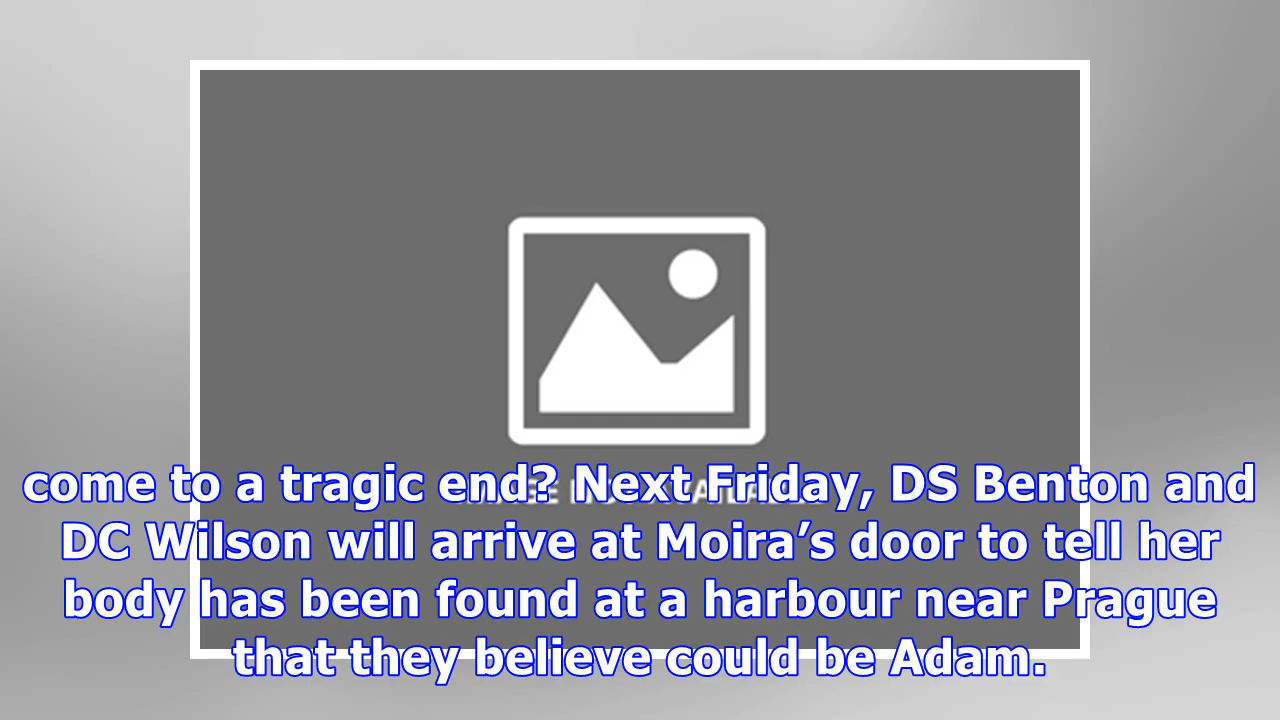 come to a tragic end? Next Friday, DS Benton and
DC Wilson will arrive at Moira’s door to tell her
body has been found at a harbour near Prague
that they believe could be Adam.